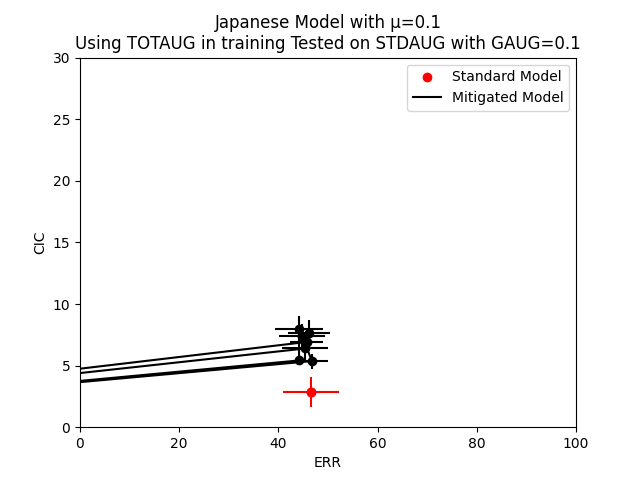 Japanese Model with μ=0.1
Using TOTAUG in training Tested on STDAUG with GAUG=0.1
Standard Model
Mitigated Model
CIC
30
25
20
15
10
5
0
0 20 40 60 80 100
ERR